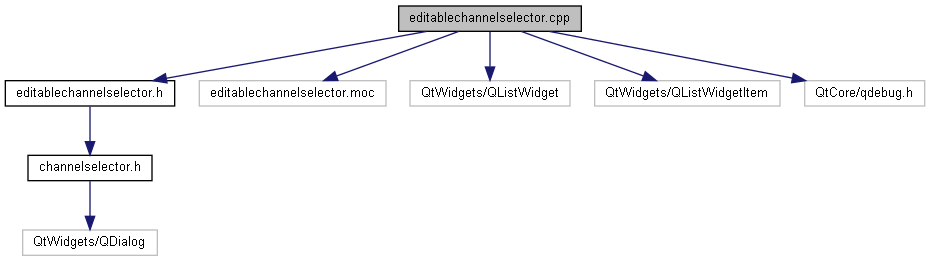 editablechannelselector.cpp
editablechannelselector.h
editablechannelselector.moc
QtWidgets/QListWidget
QtWidgets/QListWidgetItem
QtCore/qdebug.h
channelselector.h
QtWidgets/QDialog